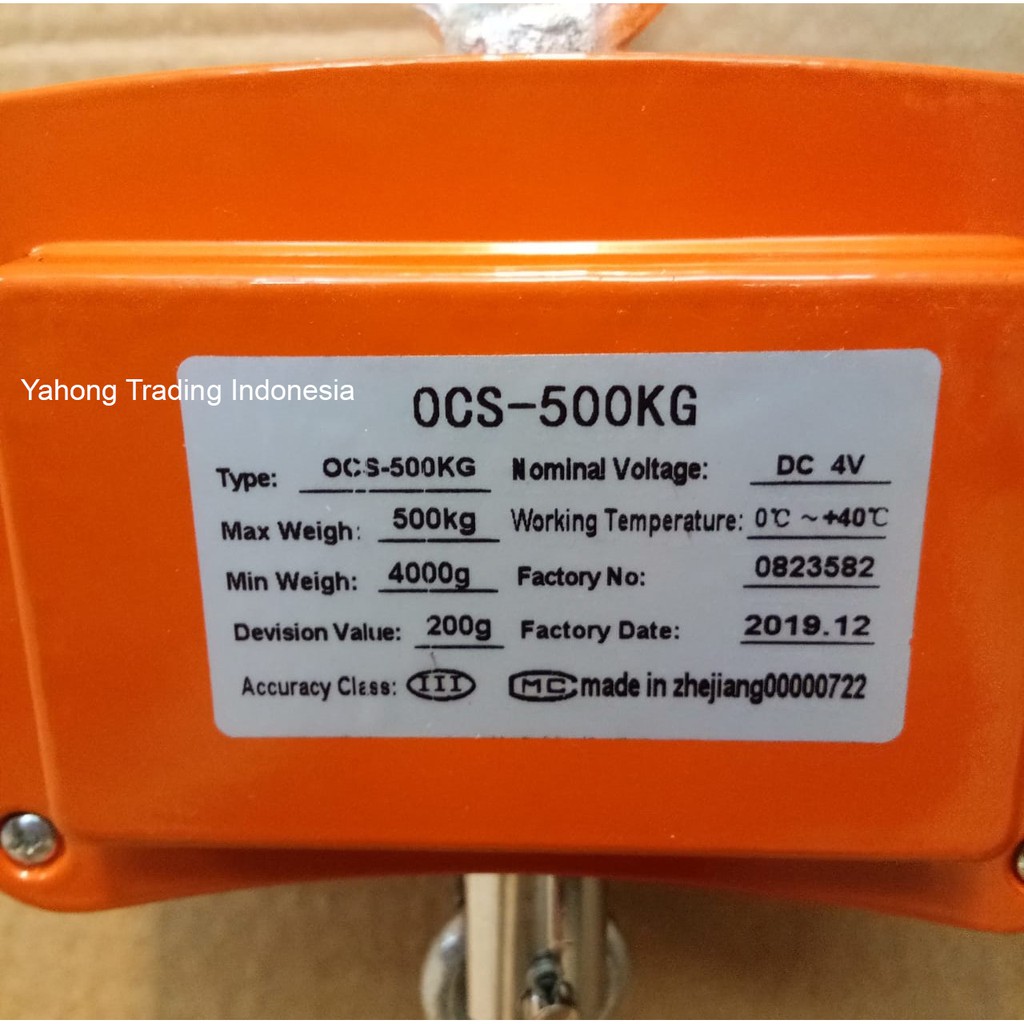 Yahong Trading Indonesia
OCS-500KG
Type: OCS-500KG Nominal Voltage: DC 4V
Max Weigh: 500kg Working Temperature: 0℃ ~+40℃
Min Weigh: 4000g Factory No: 0823582
Devision Value: 200g Factory Date: 2019.12
Accuracy Class: III MC made in zhejiang00000722